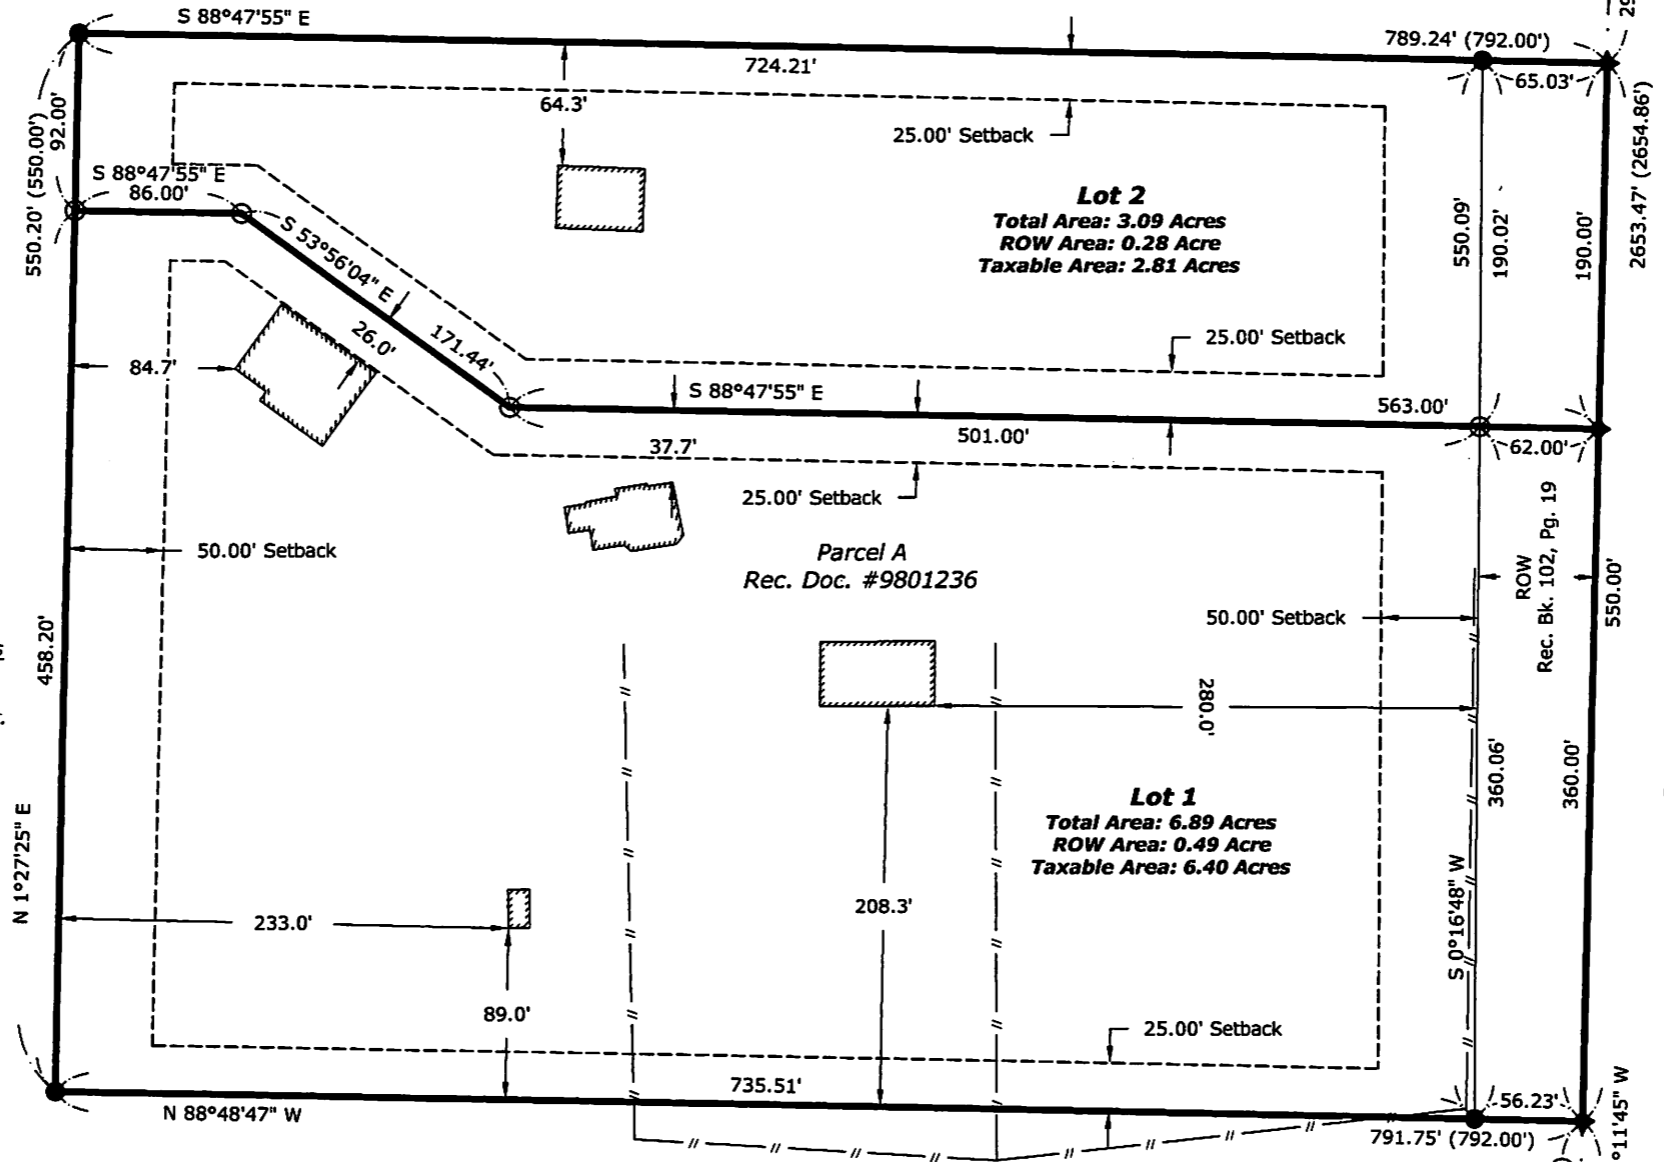 S 88°47'55" E
789.24' (792.00')
724.21'
65.03'
64.3'
25.00' Setback
550.20' (550.00')
92.00'
S 88°47'55" E
86.00'
S 53°56'04" E
171.44'
26.0'
84.7'
Lot 2
Total Area: 3.09 Acres
ROW Area: 0.28 Acre
Taxable Area: 2.81 Acres
550.09'
190.02'
190.00'
2653.47' (2654.86')
25.00' Setback
S 88°47'55" E
563.00'
501.00'
62.00'
37.7'
25.00' Setback
50.00' Setback
Parcel A
Rec. Doc. #9801236
ROW
Rec. Bk. 102, Pg. 19
550.00'
50.00' Setback
458.20'
280.0'
360.06'
360.00'
Lot 1
Total Area: 6.89 Acres
ROW Area: 0.49 Acre
Taxable Area: 6.40 Acres
N 1°27'25" E
S 0°16'48" W
233.0'
208.3'
89.0'
25.00' Setback
735.51'
N 88°48'47" W
56.23'
791.75' (792.00')
°11'45" W